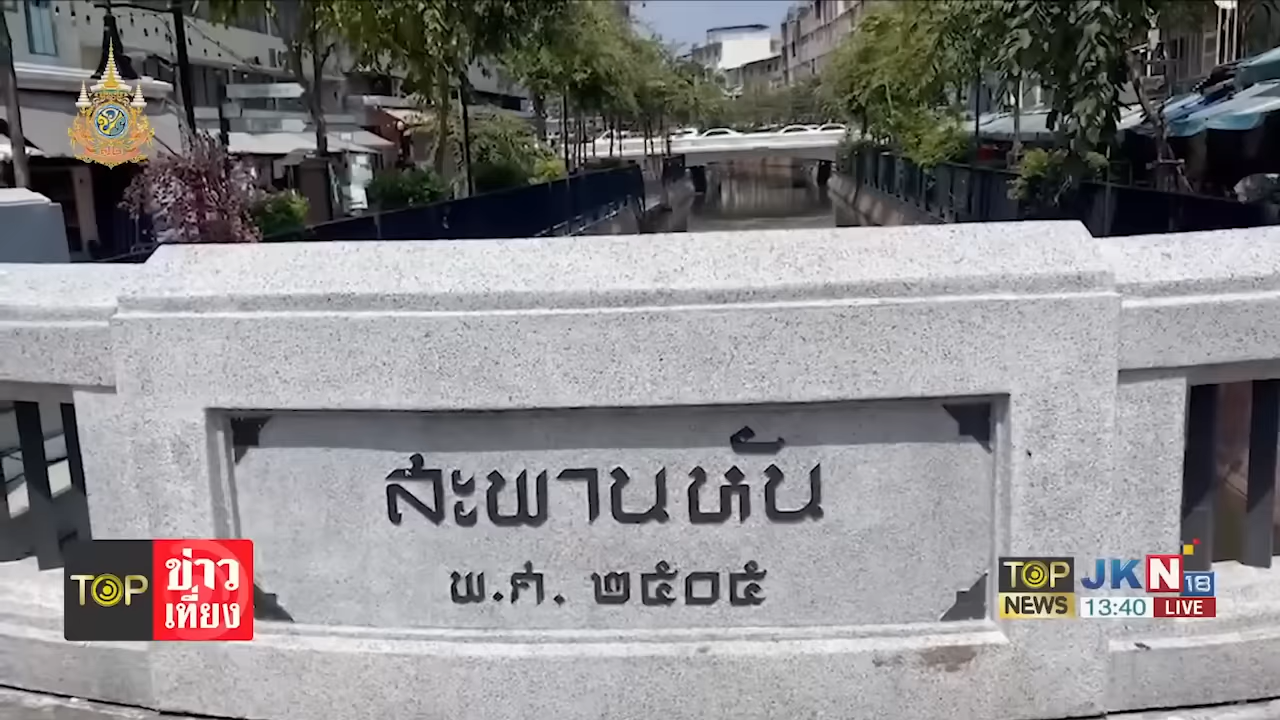 สะพานหัน
พ.ศ. ๒๕๐๕
TOP ข่าว
เที่ยง
TOP NEWS
JKN 18
13:40 LIVE